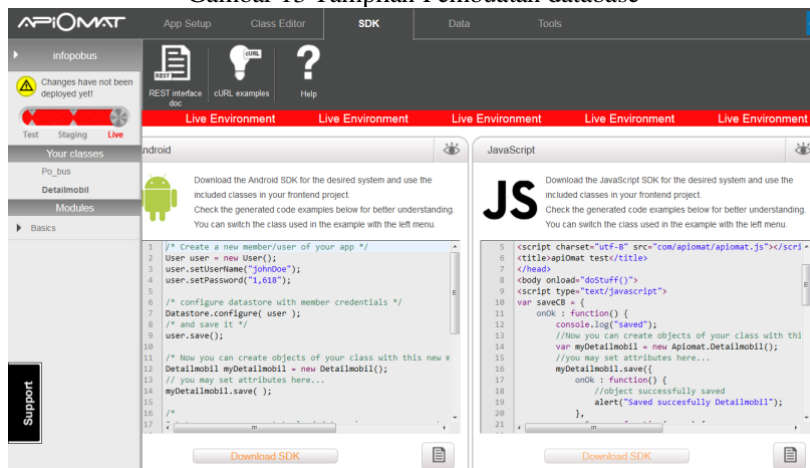 Gambar 13 Tampilan Pembuatan database
APiOMAT
App Setup
Class Editor
SDK
Data
Tools
infopobus
Changes have not been
deployed yet!
Test
Staging
Live
Your classes
Po_bus
Detailmobil
Modules
Basics
Support
REST
REST interface
doc
cURL
cURL examples
?
Help
Live Environment
Live Environment
Live Environment
Live Environment
Live Environment
ndroid
Download the Android SDK for the desired system and use the
included classes in your frontend project.
Check the generated code examples below for better understanding.
You can switch the class used in the example with the left menu.
1 /* Create a new member/user of your app */
2 User user = new User();
3 user.setUserName("johnDoe");
4 user.setPassword("1,618");
5
6 /* configure datastore with member credentials */
7 Datastore.configure( user );
8 /* and save it */
9 user.save();
10
11 /* Now you can create objects of your class with this new m
12 Detailmobil myDetailmobil = new Detailmobil();
13 // you may set attributes here...
14 myDetailmobil.save( );
15
16 /*
17
Download SDK
JavaScript
JS
Download the JavaScript SDK for the desired system and use the
included classes in your frontend project.
Check the generated code examples below for better understanding.
You can switch the class used in the example with the left menu.
5 <script charset="utf-8" src="com/apiomat/apiomat.js"></scri
6 <title>apiOmat test</title>
7 </head>
8 <body onload="doStuff()">
9 <script type="text/javascript">
10 var saveCB = {
11 onOk : function() {
12 console.log("saved");
13 //Now you can create objects of your class with thi
14 var myDetailmobil = new Apiomat.Detailmobil();
15 //you may set attributes here...
16 myDetailmobil.save({
17 onOk : function() {
18 //object successfully saved
19 alert("Saved succesfully Detailmobil");
20 },
21
Download SDK